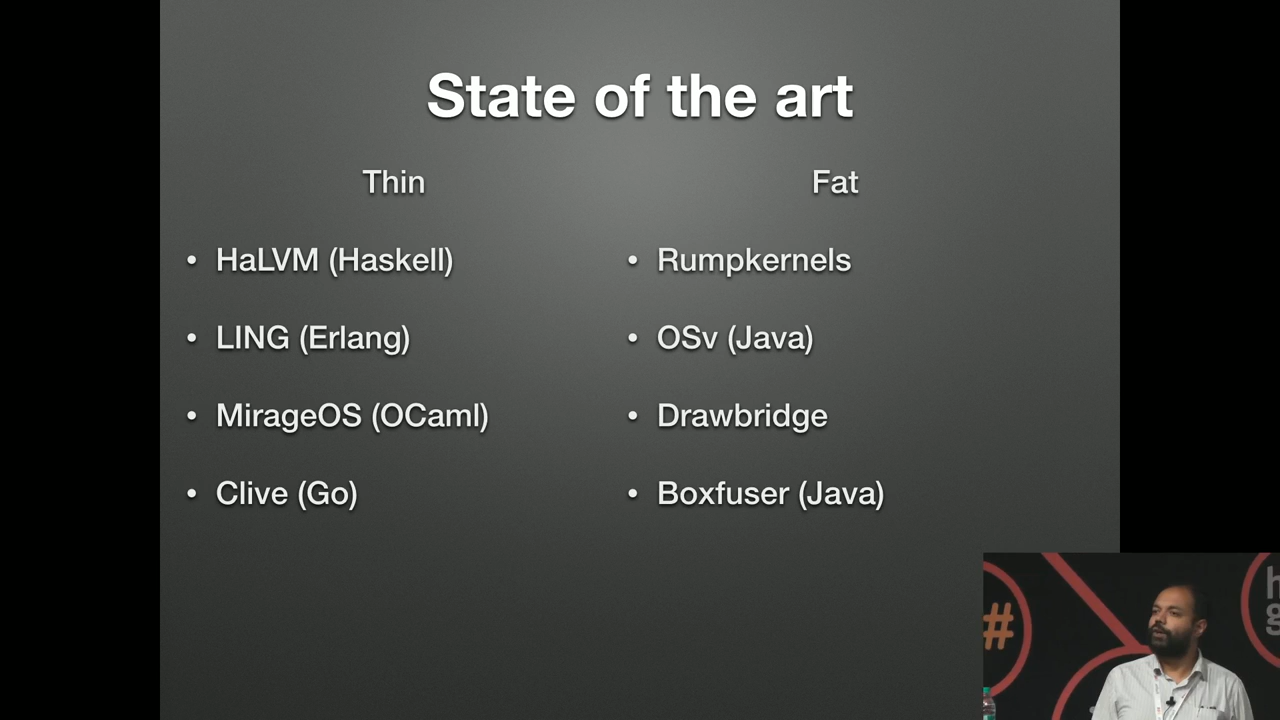 State of the art
Thin
HaLVM (Haskell)
LING (Erlang)
MirageOS (OCaml)
Clive (Go)
Fat
Rumpkernels
OSv (Java)
Drawbridge
Boxfuser (Java)
#